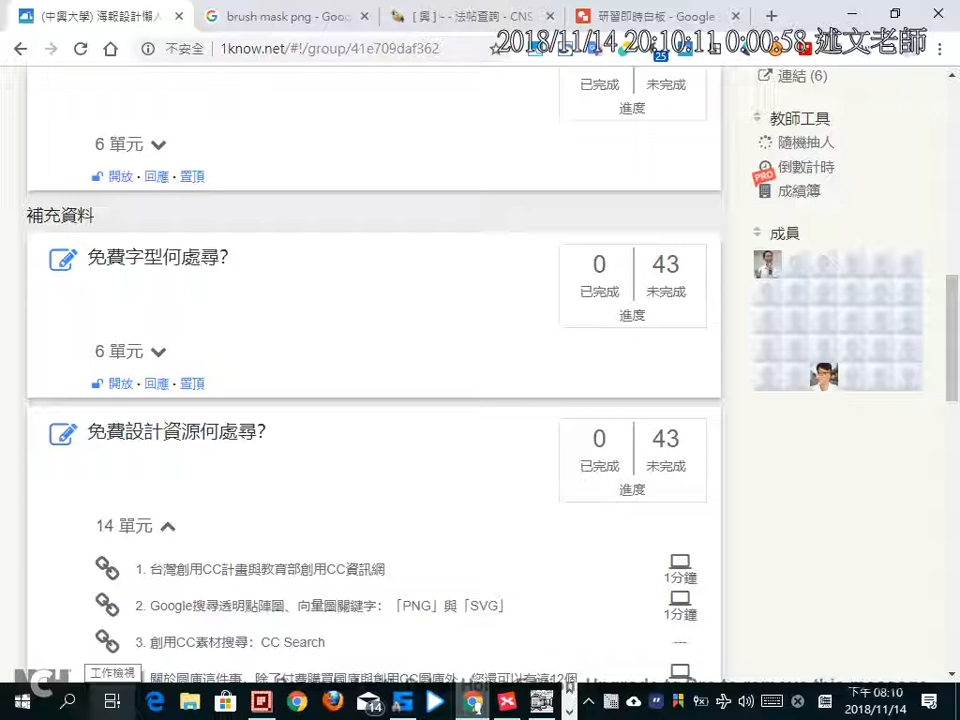 (中興大學) 海報設計懶人
brush mask png - Goog
[ 興 ] - - 法帖查詢 - CNS
研習即時白板 - Google
不安全
1know.net/#!/group/41e709daf362
2018/11/14 20:10:11 0:00:58 述文老師
25
已完成 未完成
進度
6 單元
開放・回應・置頂
補充資料
免費字型何處尋?
0 43
已完成 未完成
進度
6 單元
開放・回應・置頂
免費設計資源何處尋?
0 43
已完成 未完成
進度
14 單元
1. 台灣創用CC計畫與教育部創用CC資訊網
1分鐘
2. Google搜尋透明點陣圖、向量圖關鍵字：「PNG」與「SVG」
1分鐘
3. 創用CC素材搜尋：CC Search
---
連結 (6)
教師工具
隨機抽人
倒數計時
PRO
成績簿
成員
工作檢視
14
下午 08:10
2018/11/14